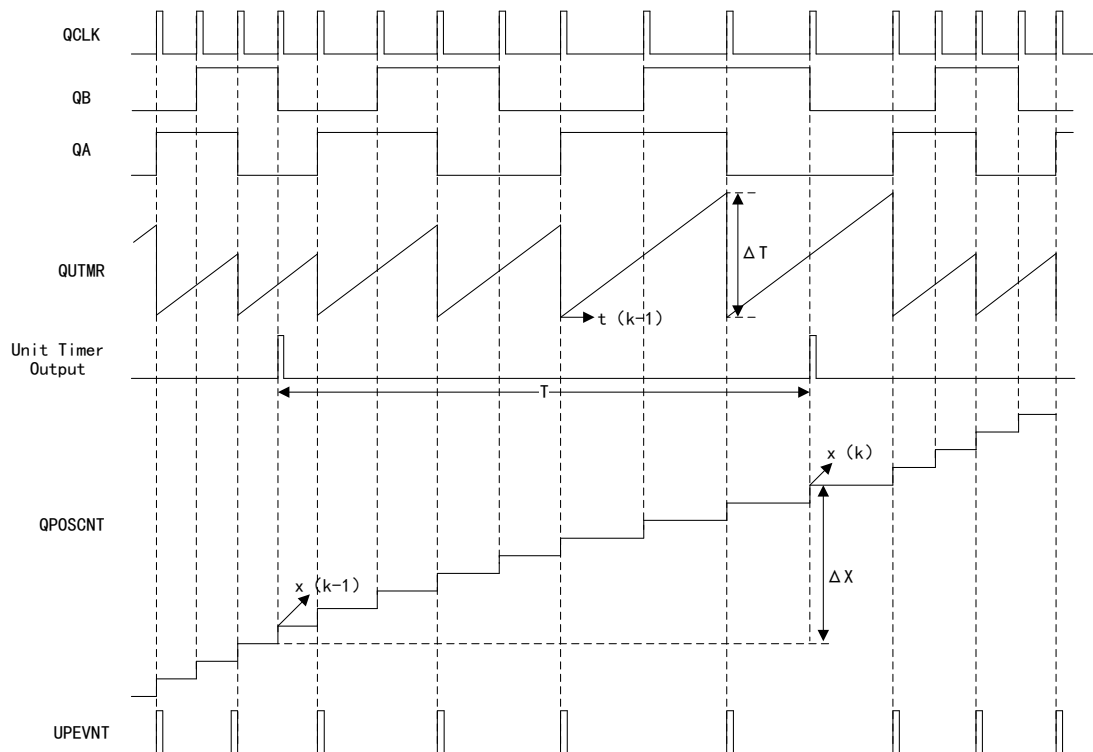 QCLK
QB
QA
QUTMR
ΔT
t (k-1)
Unit Timer
Output
T
x (k)
QPOSCNT
x (k-1)
ΔX
UPEVNT